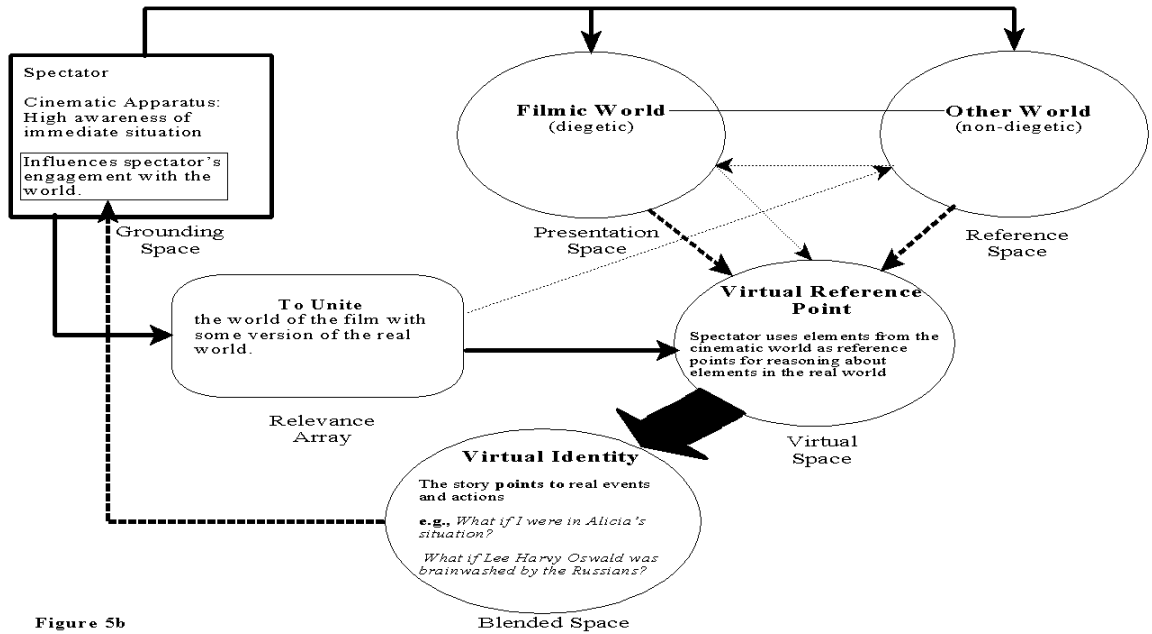 Spectator
Cinematic Apparatus:
High awareness of
immediate situation
Influences spectator's
engagement with the
world.
Grounding
Space
Filmic World
(diegetic)
Presentation
Space
Other World
(non-diegetic)
Reference
Space
To Unite
the world of the film with
some version of the real
world.
Relevance
Array
Virtual Reference
Point
Spectator uses elements from the
cinematic world as reference
points for reasoning about
elements in the real world
Virtual
Space
Virtual Identity
The story points to real events
and actions
e.g., What if I were in Alicia's
situation?
What if Lee Harvy Oswald was
brainwashed by the Russians?
Blended Space
Figure 5b